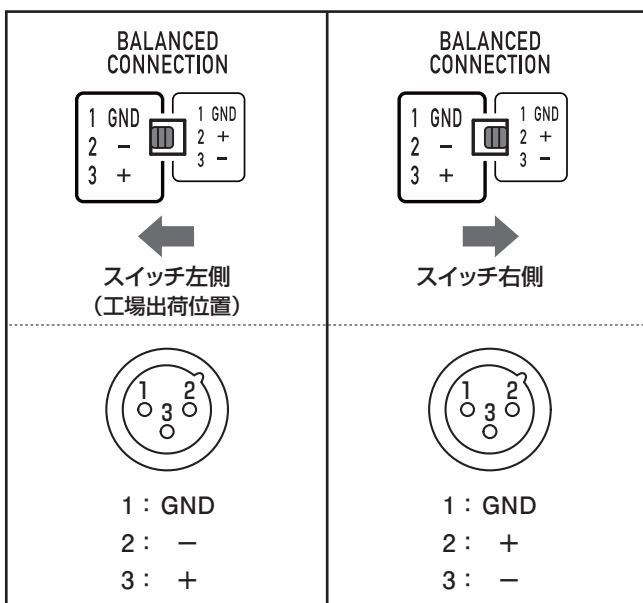 BALANCED
CONNECTION
1 GND
2 −
3 +
1 GND
2 +
3 −
スイッチ左側
（工場出荷位置）
1 2
3
1： GND
2： −
3： +
BALANCED
CONNECTION
1 GND
2 −
3 +
1 GND
2 +
3 −
スイッチ右側
1 2
3
1： GND
2： +
3： −